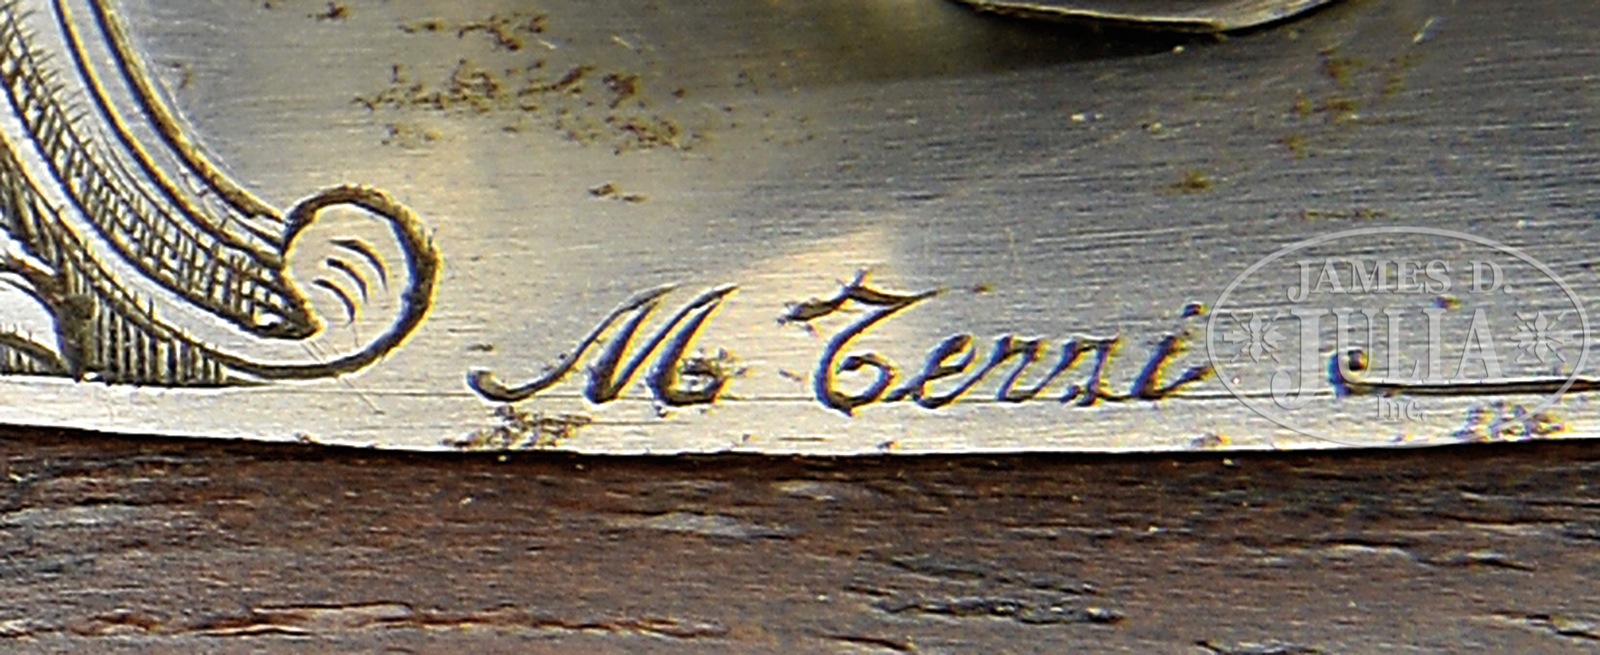 M Terzi
JAMES D.
JULIA
Inc.